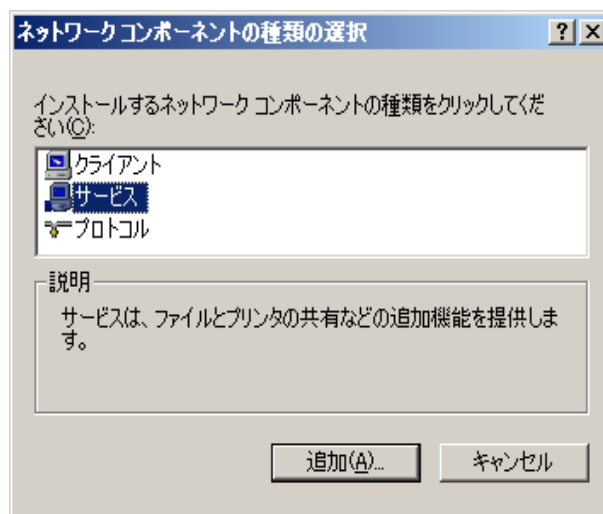 ネットワーク コンポーネントの種類の選択
インストールするネットワーク コンポーネントの種類をクリックしてくだ
さい(C):
クライアント
サービス
プロトコル
説明
サービスは、ファイルとプリンタの共有などの追加機能を提供しま
す。
追加(A)...
キャンセル